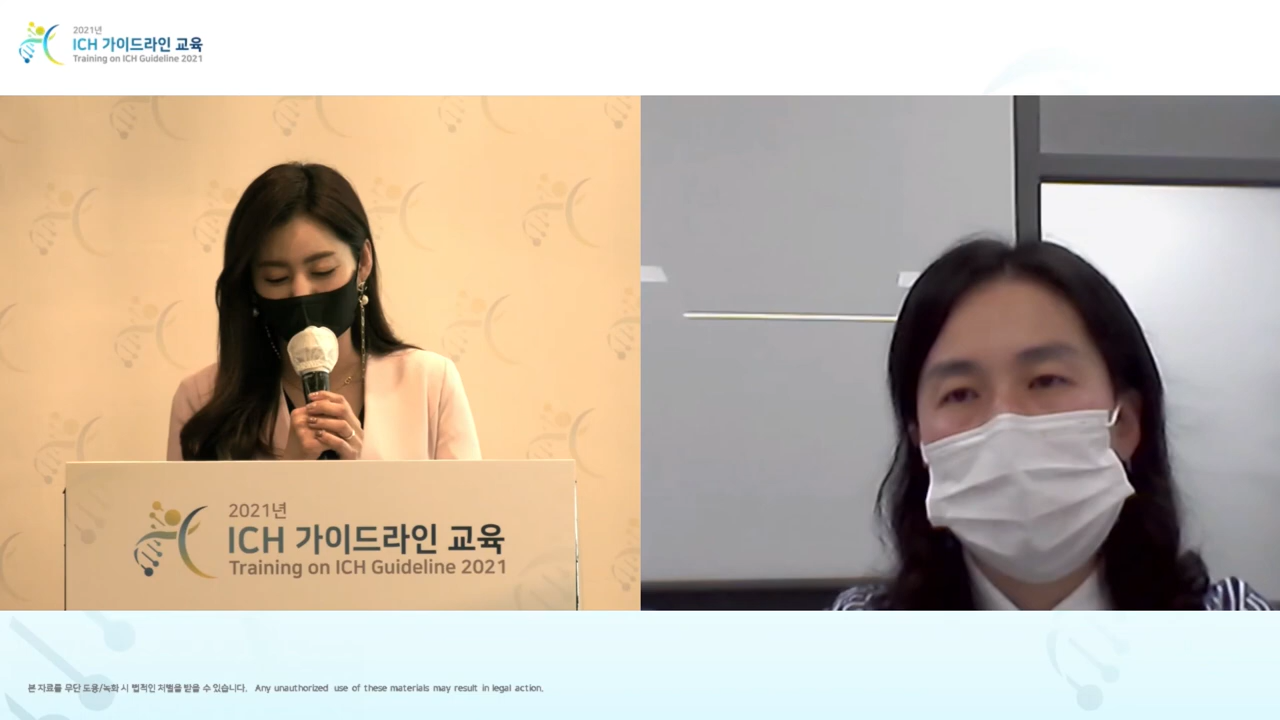 2021년
ICH 가이드라인 교육
Training on ICH Guideline 2021
2021년
ICH 가이드라인 교육
Training on ICH Guideline 2021
본 자료를 무단 도용/녹화 시 법적인 처벌을 받을 수 있습니다. Any unauthorized use of these materials may result in legal action.